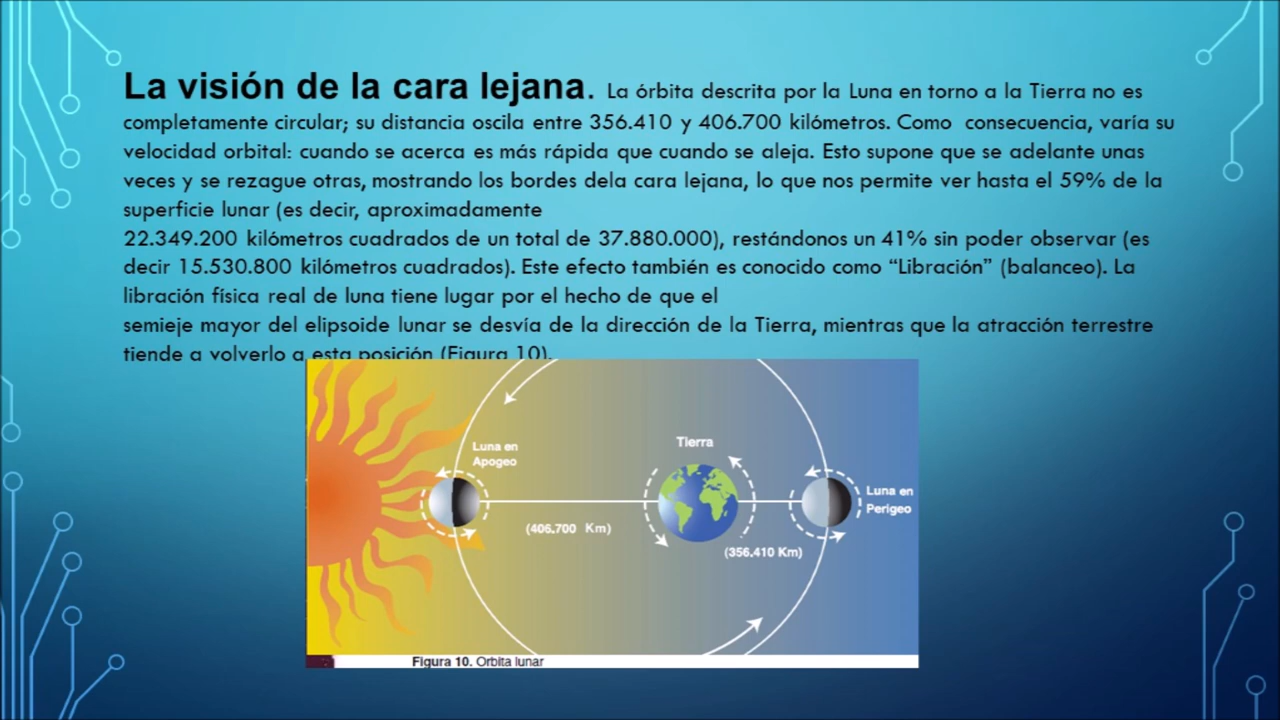 La visión de la cara lejana. La órbita descrita por la Luna en torno a la Tierra no es
completamente circular; su distancia oscila entre 356.410 y 406.700 kilómetros. Como consecuencia, varía su
velocidad orbital: cuando se acerca es más rápida que cuando se aleja. Esto supone que se adelante unas
veces y se rezague otras, mostrando los bordes dela cara lejana, lo que nos permite ver hasta el 59% de la
superficie lunar (es decir, aproximadamente
22.349.200 kilómetros cuadrados de un total de 37.880.000), restándonos un 41% sin poder observar (es
decir 15.530.800 kilómetros cuadrados). Este efecto también es conocido como “Libración” (balanceo). La
libración física real de luna tiene lugar por el hecho de que el
semieje mayor del elipsoide lunar se desvía de la dirección de la Tierra, mientras que la atracción terrestre
tiende a volverlo a esta posición (Figura 10).
Tierra
Luna en
Apogeo
Luna en
Perigeo
(406.700 Km)
(356.410 Km)
Figura 10. Orbita lunar